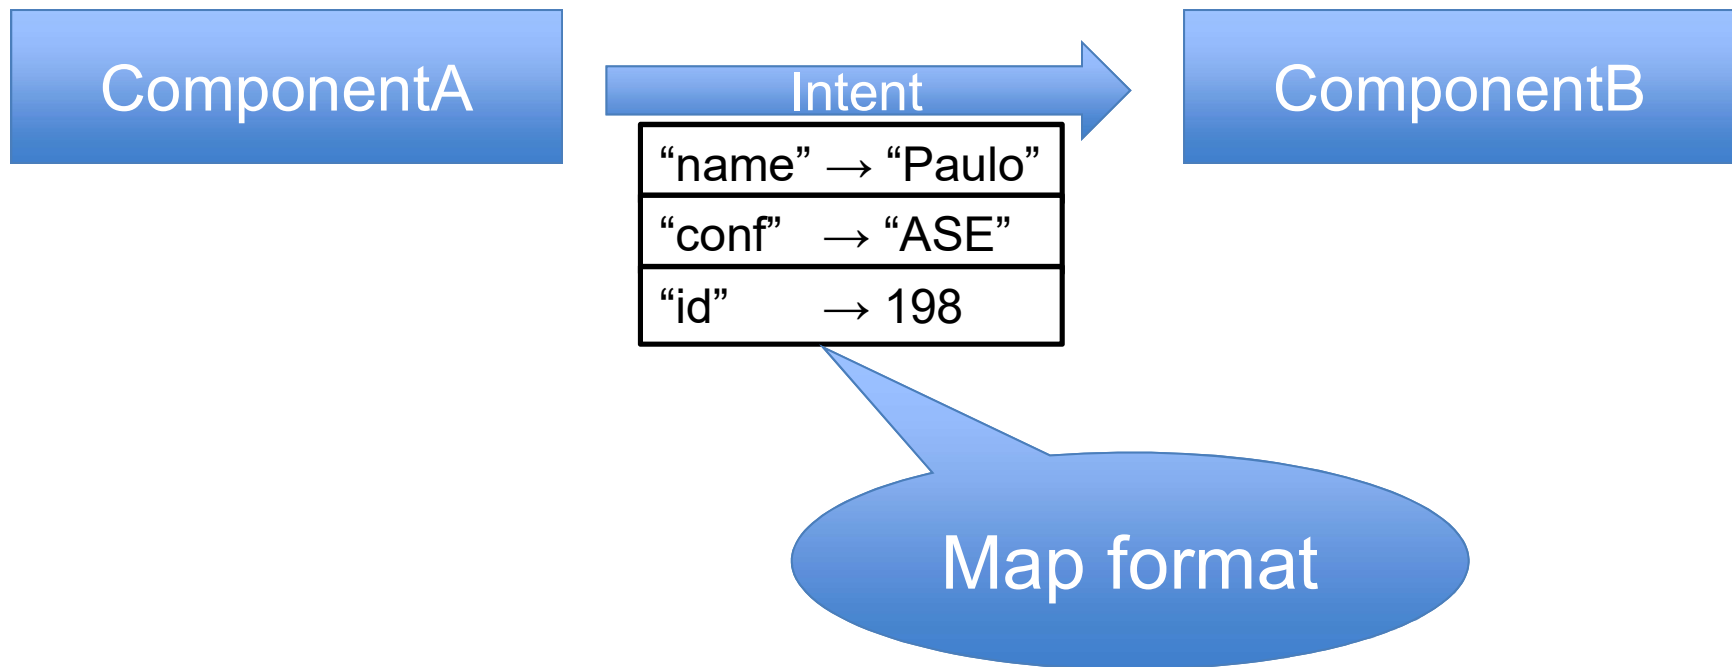 ComponentA
Intent
ComponentB
“name” → “Paulo”
“conf” → “ASE”
“id” → 198
Map format